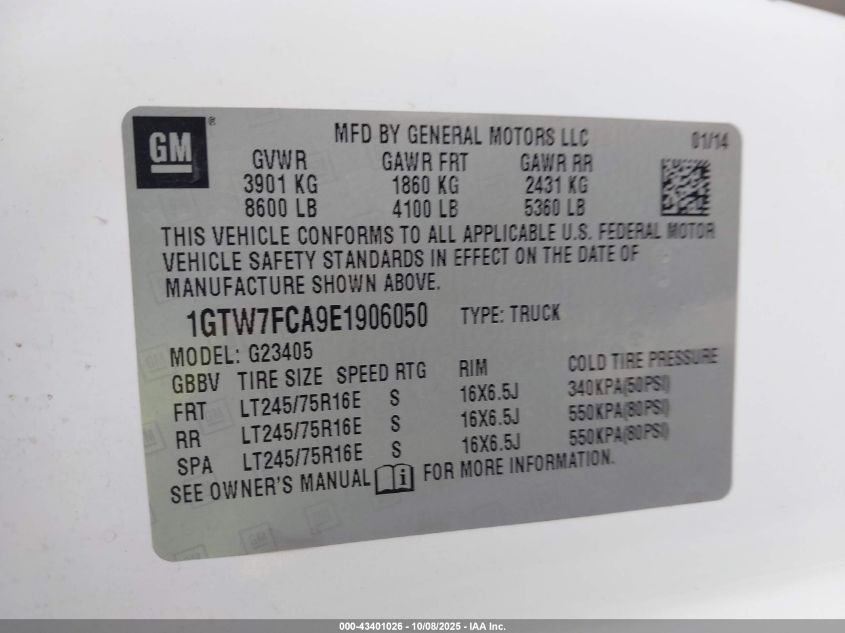 GM®
MFD BY GENERAL MOTORS LLC 01/14
GVWR GAWR FRT GAWR RR
3901 KG 1860 KG 2431 KG
8600 LB 4100 LB 5360 LB
THIS VEHICLE CONFORMS TO ALL APPLICABLE U.S. FEDERAL MOTOR
VEHICLE SAFETY STANDARDS IN EFFECT ON THE DATE OF
MANUFACTURE SHOWN ABOVE.
1GTW7FCA9E1906050 TYPE: TRUCK
MODEL: G23405
GBBV TIRE SIZE SPEED RTG RIM COLD TIRE PRESSURE
FRT LT245/75R16E S 16X6.5J 340KPA(50PSI)
RR LT245/75R16E S 16X6.5J 550KPA(80PSI)
SPA LT245/75R16E S 16X6.5J 550KPA(80PSI)
SEE OWNER'S MANUAL i FOR MORE INFORMATION.
000-43401026 - 10/08/2025 - IAA Inc.